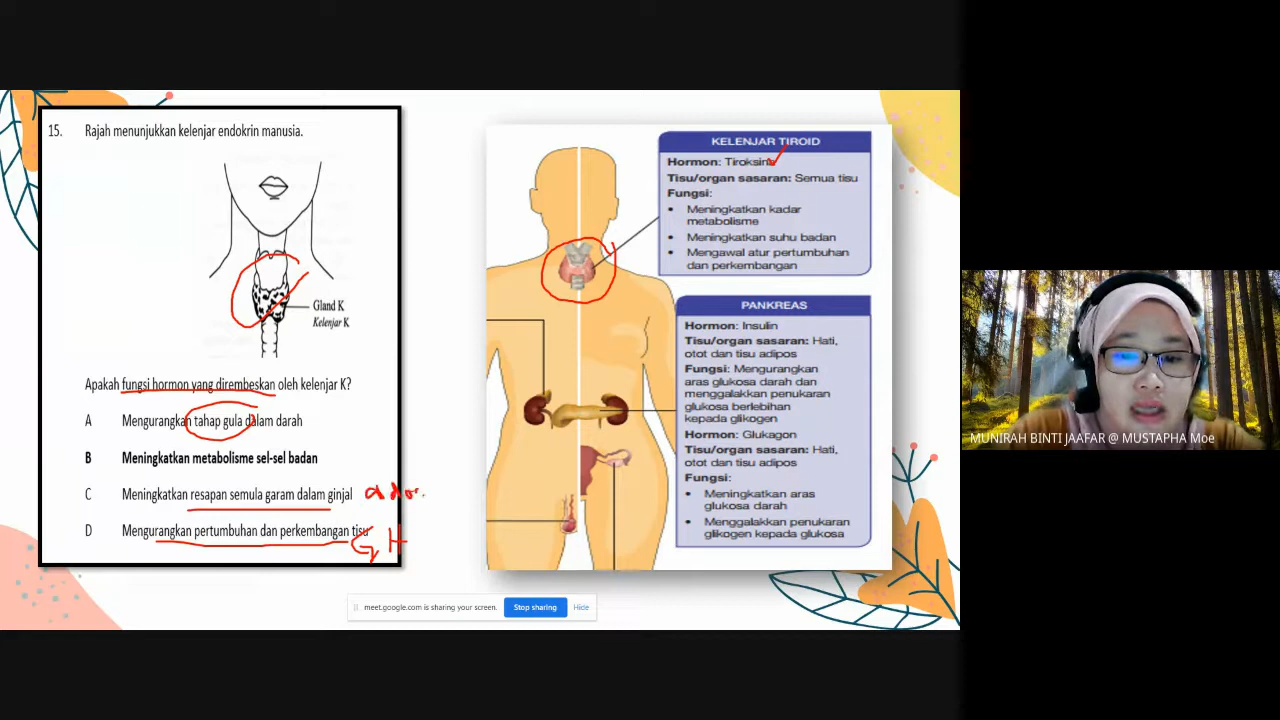 15. Rajah menunjukkan kelenjar endokrin manusia.
Gland K
Kelenjar K
Apakah fungsi hormon yang dirembeskan oleh kelenjar K?
A Mengurangkan tahap gula dalam darah
B Meningkatkan metabolisme sel-sel badan
C Meningkatkan resapan semula garam dalam ginjal
D Mengurangkan pertumbuhan dan perkembangan tisu
GH
KELENJAR TIROID
Hormon: Tiroksina
Tisu/organ sasaran: Semua tisu
Fungsi:
• Meningkatkan kadar
metabolisme
• Meningkatkan suhu badan
• Mengawal atur pertumbuhan
dan perkembangan
PANKREAS
Hormon: Insulin
Tisu/organ sasaran: Hati,
otot dan tisu adipos
Fungsi: Mengurangkan
aras glukosa darah dan
menggalakkan penukaran
glukosa berlebihan
kepada glikogen
Hormon: Glukagon
Tisu/organ sasaran: Hati,
otot dan tisu adipos
Fungsi:
• Meningkatkan aras
glukosa darah
• Menggalakkan penukaran
glikogen kepada glukosa
meet.google.com is sharing your screen. Stop sharing Hide
MUNIRAH BINTI JAAFAR @ MUSTAPHA Moe